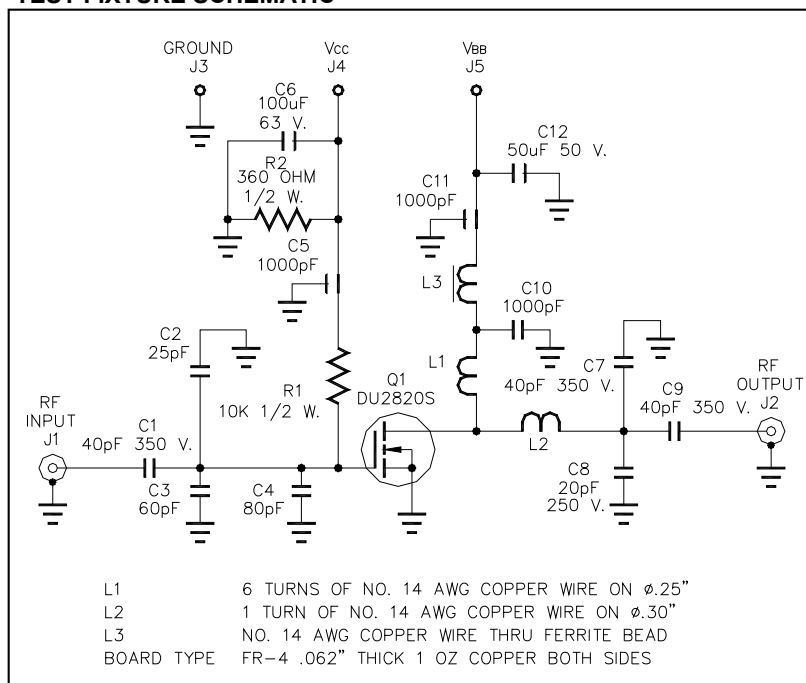 TEST FIXTURE SCHEMATIC
GROUND
J3
Vcc
J4
VBB
J5
C6
100uF
63 V.
R2
360 OHM
1/2 W.
C5
1000pF
C12
50uF 50 V.
C11
1000pF
L3
C10
1000pF
C2
25pF
R1
10K 1/2 W.
L1
Q1
DU2820S
C7
40pF 350 V.
RF
INPUT
J1
C1
40pF 350 V.
C3
60pF
C4
80pF
L2
C9
40pF 350 V.
RF
OUTPUT
J2
C8
20pF
250 V.
L1 6 TURNS OF NO. 14 AWG COPPER WIRE ON ø.25"
L2 1 TURN OF NO. 14 AWG COPPER WIRE ON ø.30"
L3 NO. 14 AWG COPPER WIRE THRU FERRITE BEAD
BOARD TYPE FR-4 .062" THICK 1 OZ COPPER BOTH SIDES